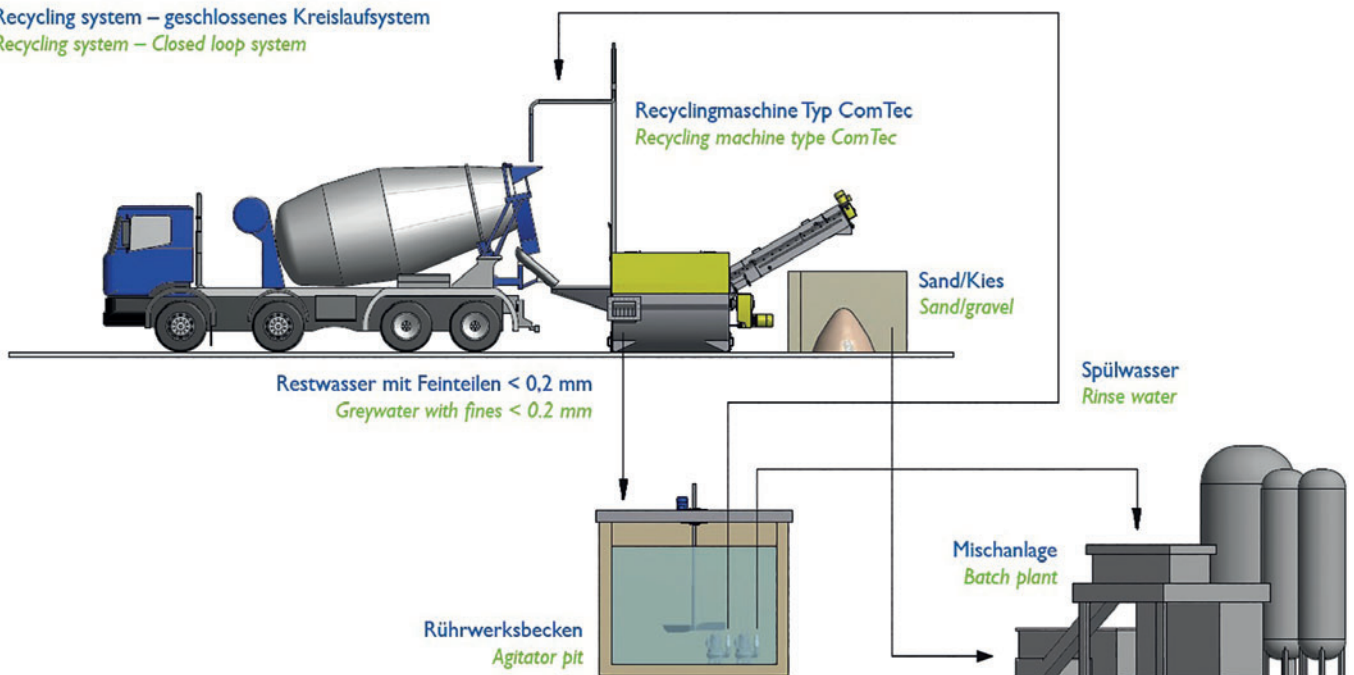 Recycling system – geschlossenes Kreislaufsystem
Recycling system – Closed loop system
Recyclingmaschine Typ ComTec
Recycling machine type ComTec
Sand/Kies
Sand/gravel
Restwasser mit Feinteilen < 0,2 mm
Greywater with fines < 0.2 mm
Spülwasser
Rinse water
Mischanlage
Batch plant
Rührwerksbecken
Agitator pit